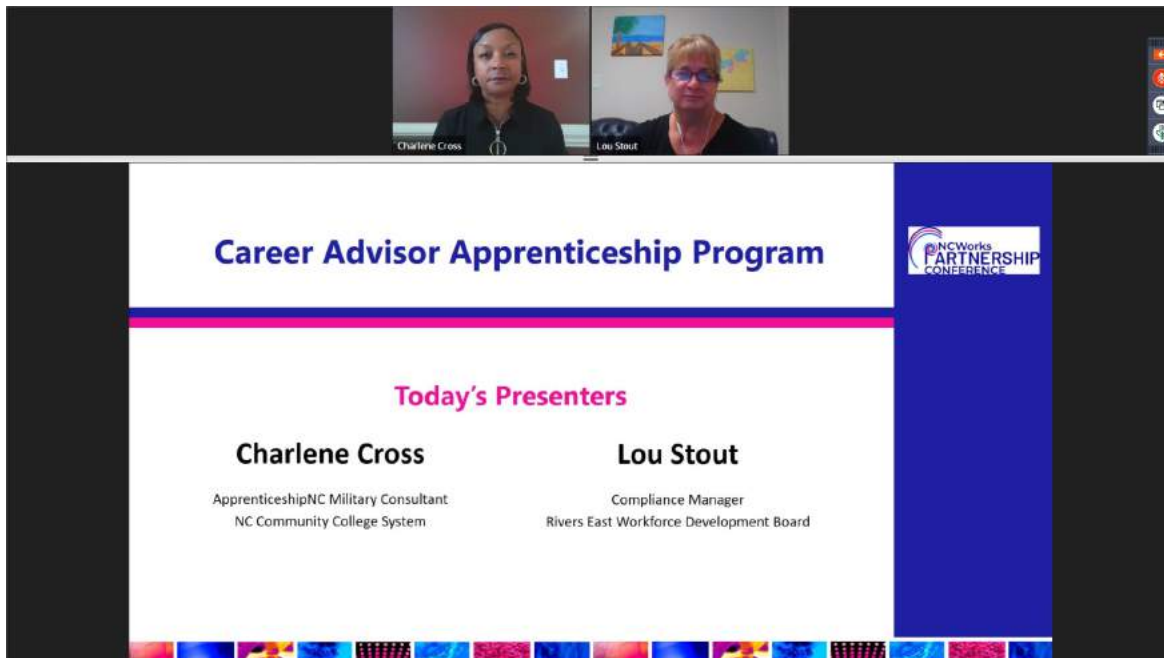 Charlene Cross
Lou Stout
Career Advisor Apprenticeship Program
NCWorks
PARTNERSHIP
CONFERENCE
Today's Presenters
Charlene Cross
ApprenticeshipNC Military Consultant
NC Community College System
Lou Stout
Compliance Manager
Rivers East Workforce Development Board